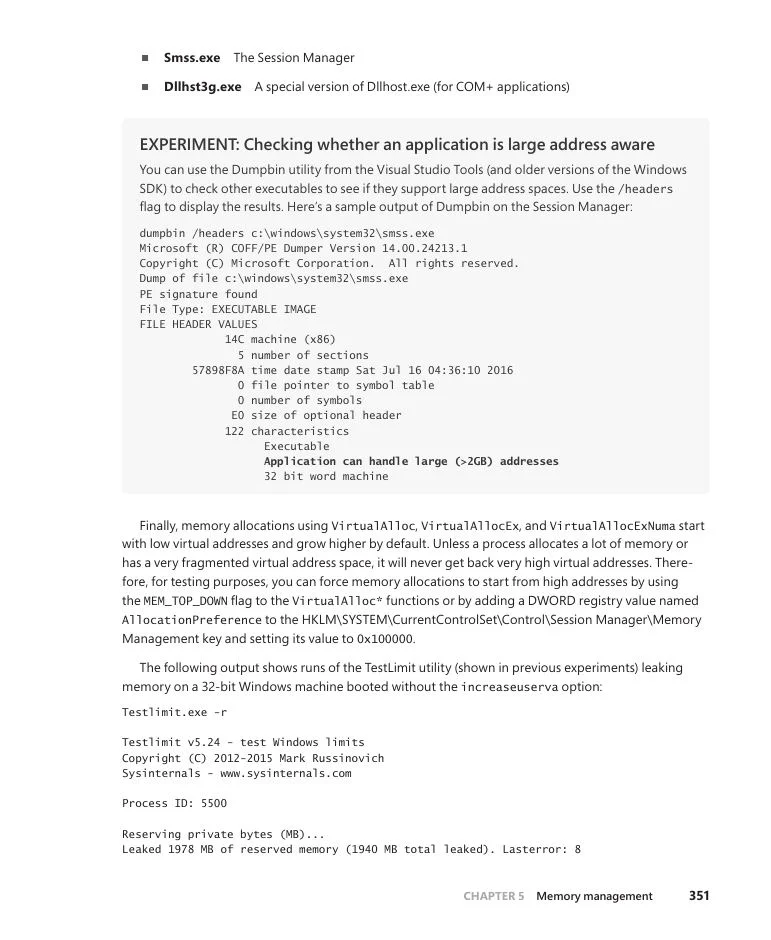 ■ Smss.exe The Session Manager
■ Dllhst3g.exe A special version of Dllhost.exe (for COM+ applications)
EXPERIMENT: Checking whether an application is large address aware
You can use the Dumpbin utility from the Visual Studio Tools (and older versions of the Windows
SDK) to check other executables to see if they support large address spaces. Use the /headers
flag to display the results. Here's a sample output of Dumpbin on the Session Manager:
dumpbin /headers c:\windows\system32\smss.exe
Microsoft (R) COFF/PE Dumper Version 14.00.24213.1
Copyright (C) Microsoft Corporation.  All rights reserved.
Dump of file c:\windows\system32\smss.exe
PE signature found
File Type: EXECUTABLE IMAGE
FILE HEADER VALUES
14C machine (x86)
5 number of sections
57898F8A time date stamp Sat Jul 16 04:36:10 2016
0 file pointer to symbol table
0 number of symbols
E0 size of optional header
122 characteristics
Executable
Application can handle large (>2GB) addresses
32 bit word machine
Finally, memory allocations using VirtualAlloc, VirtualAllocEx, and VirtualAllocExNuma start
with low virtual addresses and grow higher by default. Unless a process allocates a lot of memory or
has a very fragmented virtual address space, it will never get back very high virtual addresses. There-
fore, for testing purposes, you can force memory allocations to start from high addresses by using
the MEM_TOP_DOWN flag to the VirtualAlloc* functions or by adding a DWORD registry value named
AllocationPreference to the HKLM\SYSTEM\CurrentControlSet\Control\Session Manager\Memory
Management key and setting its value to 0x100000.
The following output shows runs of the TestLimit utility (shown in previous experiments) leaking
memory on a 32-bit Windows machine booted without the increaseuserva option:
Testlimit.exe -r
Testlimit v5.24 - test Windows limits
Copyright (C) 2012-2015 Mark Russinovich
Sysinternals - www.sysinternals.com
Process ID: 5500
Reserving private bytes (MB)...
Leaked 1978 MB of reserved memory (1940 MB total leaked). Lasterror: 8
CHAPTER 5 Memory management 351